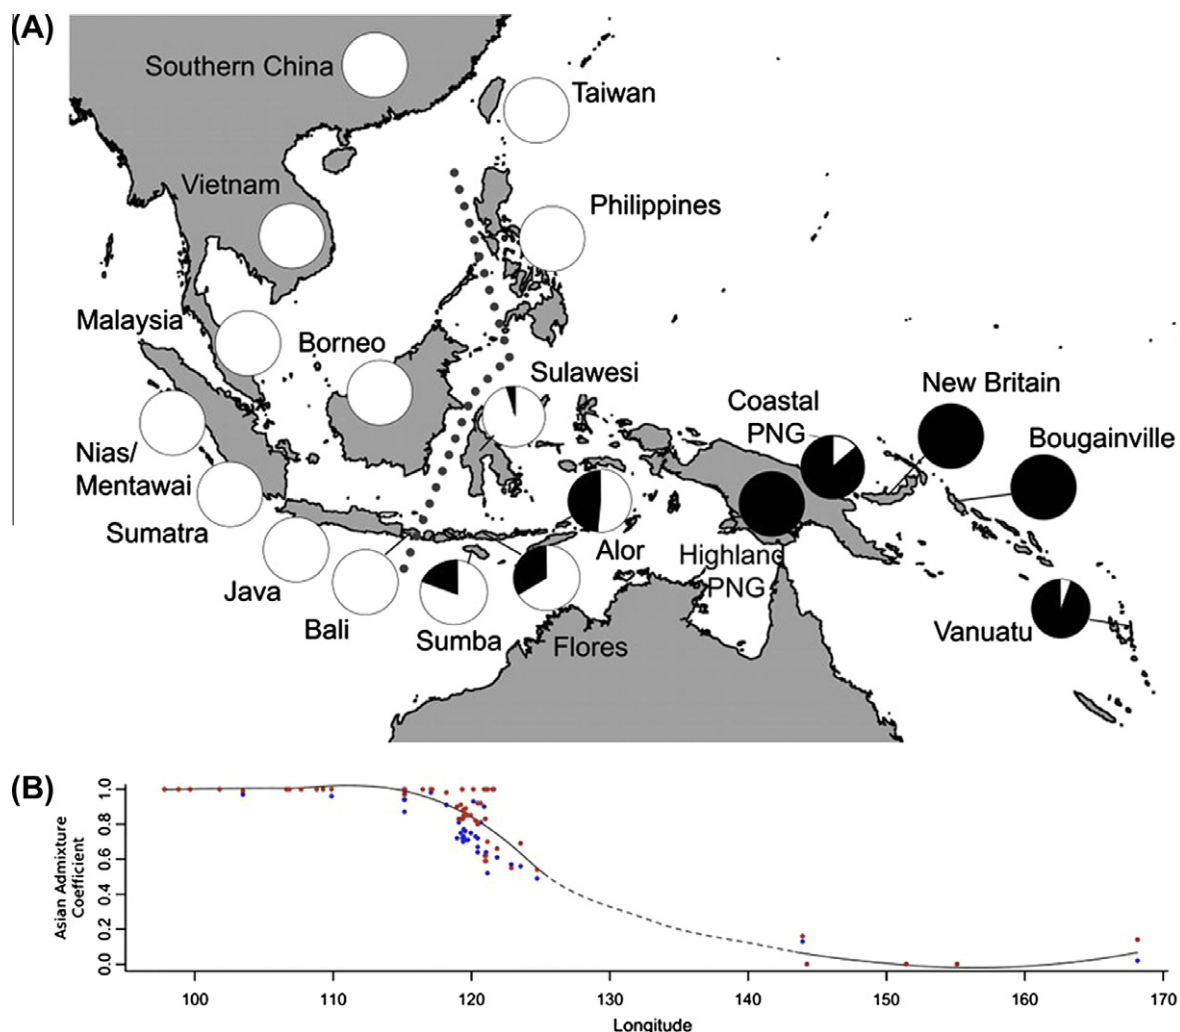 (A)
Southern China
Taiwan
Vietnam
Philippines
Malaysia
Borneo
Sulawesi
New Britain
Coastal
PNG
Bougainville
Nias/
Mentawai
Sumatra
Alor
Highland
PNG
Java
Bali
Sumba
Flores
Vanuatu
(B)
Asian Admixture
Coefficient
1.0
0.8
0.6
0.4
0.2
0.0
100 110 120 130 140 150 160 170
Longitude